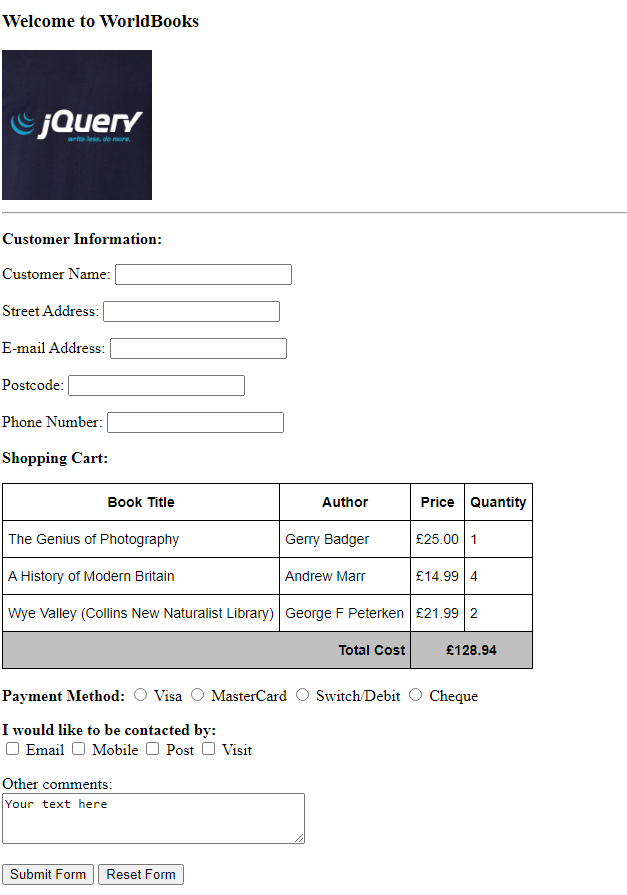 Welcome to WorldBooks
jQuery
write less, do more.
Customer Information:
Customer Name:
Street Address:
E-mail Address:
Postcode:
Phone Number:
Shopping Cart:
Book Title Author Price Quantity
The Genius of Photography Gerry Badger £25.00 1
A History of Modern Britain Andrew Marr £14.99 4
Wye Valley (Collins New Naturalist Library) George F Peterken £21.99 2
Total Cost £128.94
Payment Method: Visa MasterCard Switch/Debit Cheque
I would like to be contacted by:
Email Mobile Post Visit
Other comments:
Your text here
Submit Form Reset Form